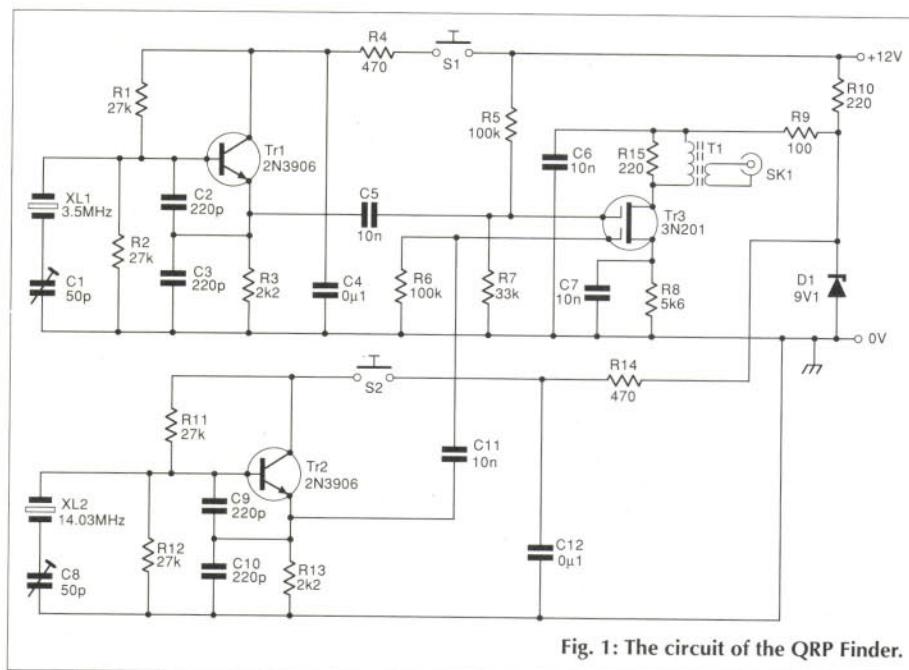 R4
470
S1
+12V
R1
27k
R10
220
R5
100k
R9
100
Tr1
2N3906
C6
10n
R15
220
T1
SK1
C2
220p
C5
10n
XL1
3.5MHz
Tr3
3N201
R2
27k
C3
220p
R3
2k2
C4
0µ1
R6
100k
R7
33k
C7
10n
R8
5k6
D1
9V1
C1
50p
0V
S2
R14
470
R11
27k
C11
10n
Tr2
2N3906
XL2
14.03MHz
C9
220p
R12
27k
C10
220p
R13
2k2
C12
0µ1
C8
50p
Fig. 1: The circuit of the QRP Finder.